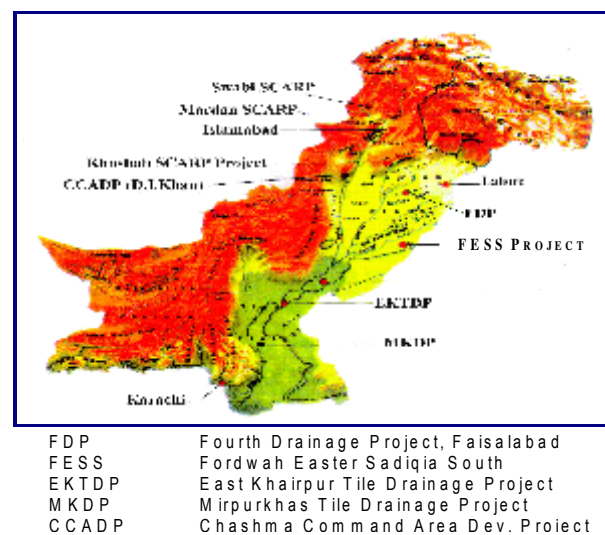 Swabi SCARP
Mardan SCARP
Islamabad
Khushab SCARP Project
CCADP (D.I.Khan)
Lahore
FDP
FESS PROJECT
EKTDP
MKDP
Karachi
FDP Fourth Drainage Project, Faisalabad
FESS Fordwah Easter Sadiqia South
EKTDP East Khairpur Tile Drainage Project
MKDP Mirpurkhas Tile Drainage Project
CCADP Chashma Command Area Dev. Project